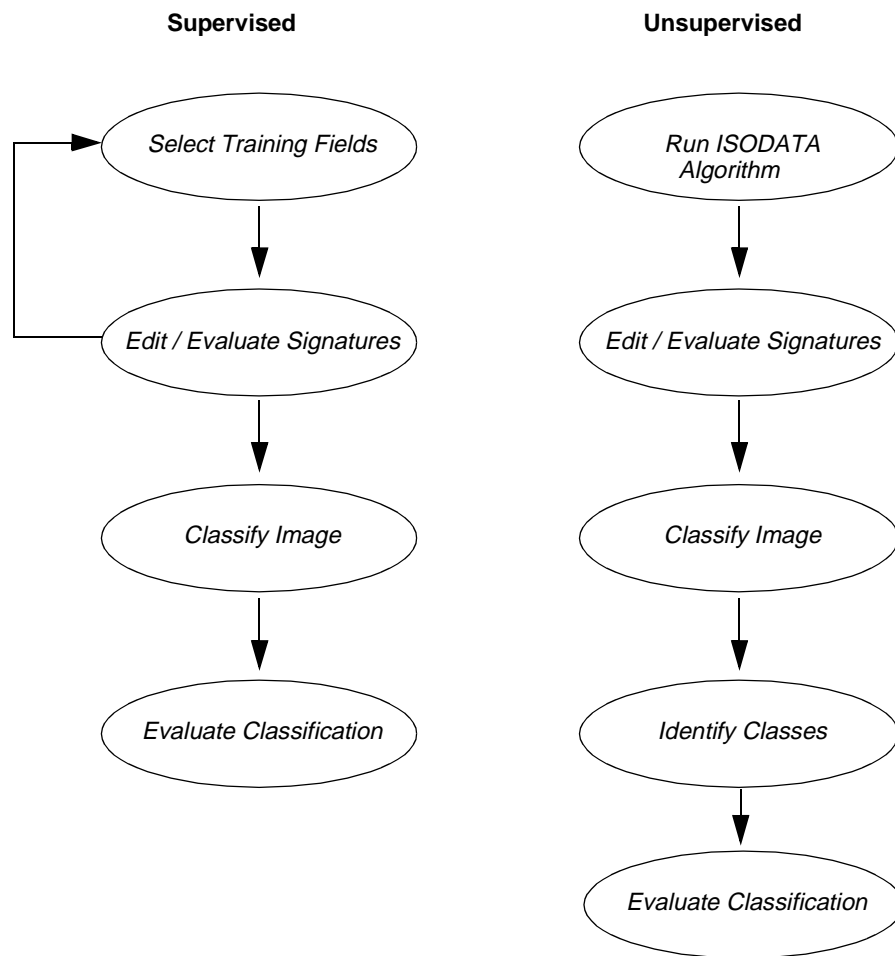 Supervised
Select Training Fields
Edit / Evaluate Signatures
Classify Image
Evaluate Classification
Unsupervised
Run ISODATA
Algorithm
Edit / Evaluate Signatures
Classify Image
Identify Classes
Evaluate Classification